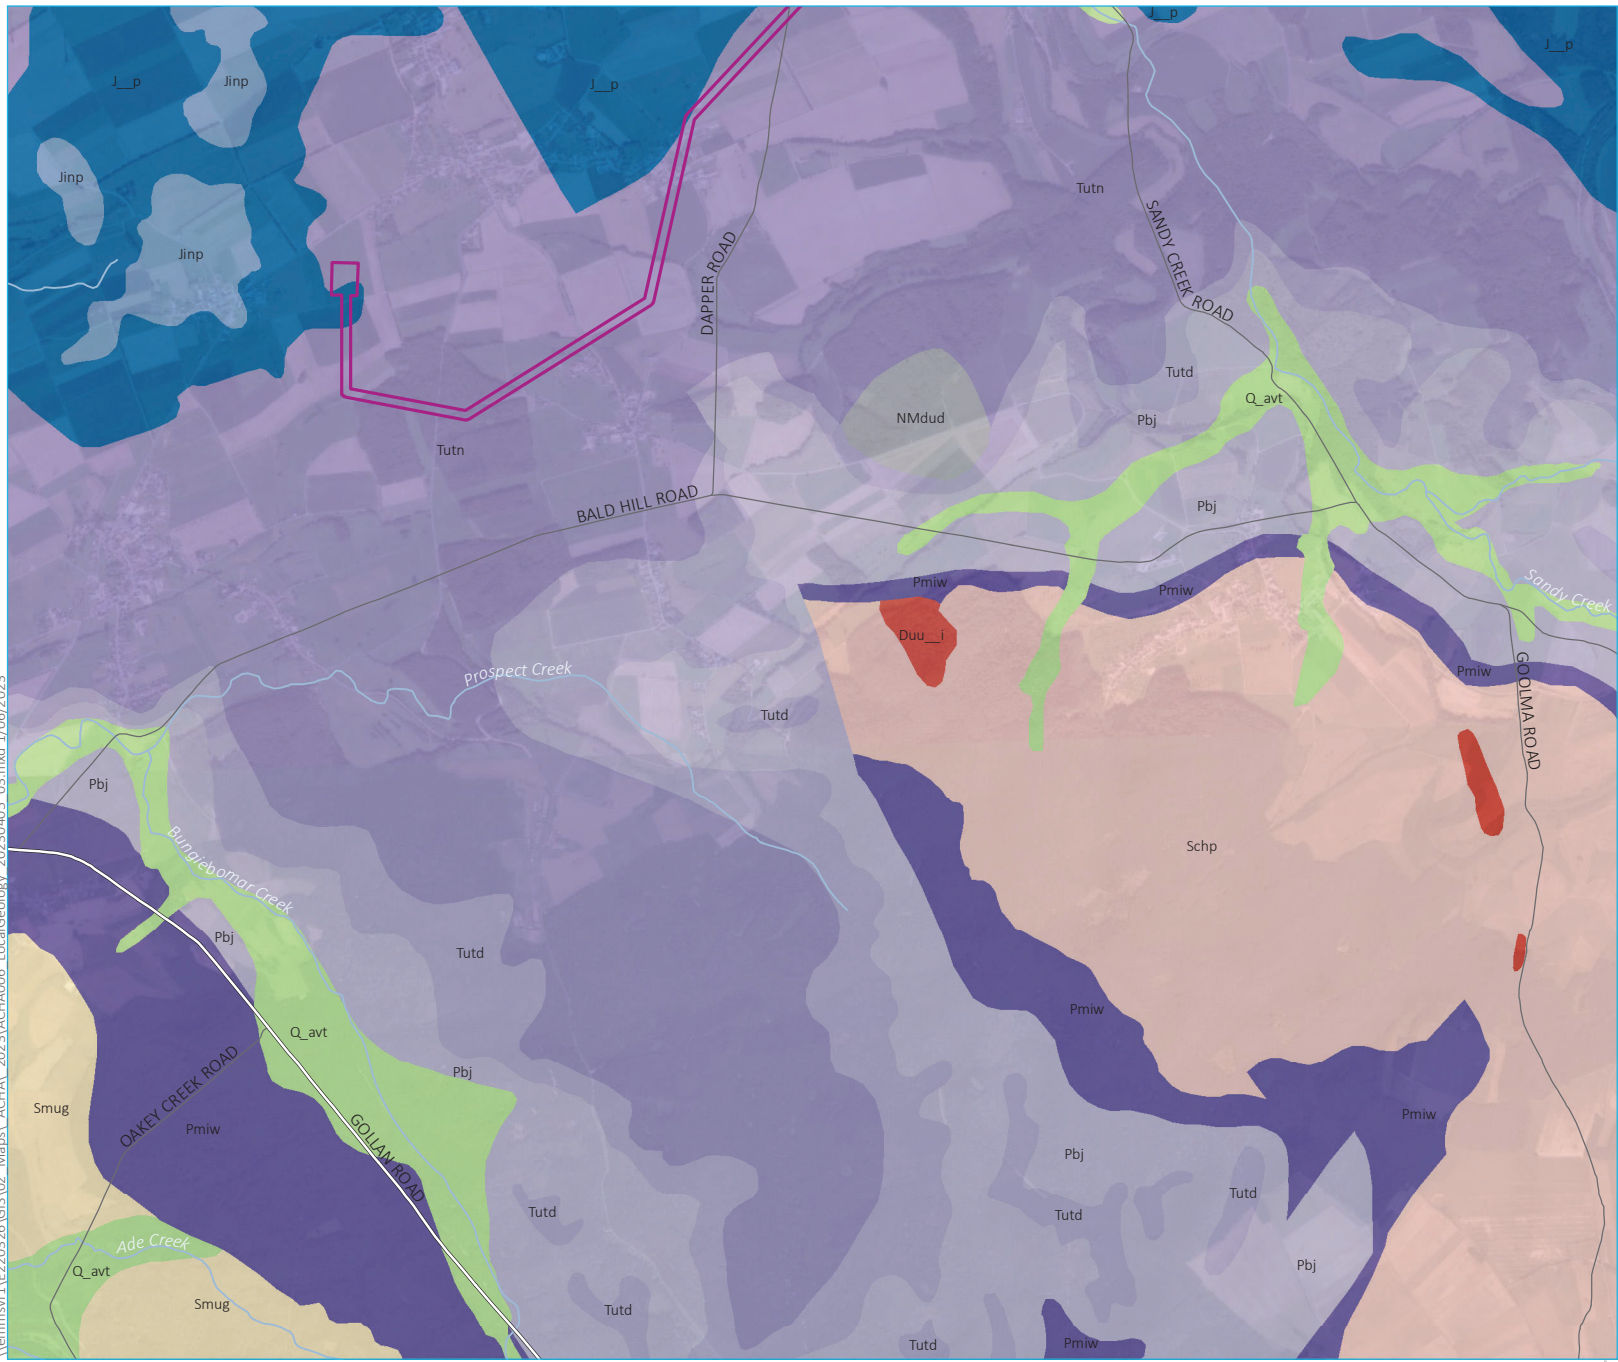 J__p
J__p
J__p
J__p
Jinp
Jinp
Tutn
Jinp
SANDY CREEK ROAD
DAPPER ROAD
Tutd
Q_avt
NMdud
Pbj
Tutn
BALD HILL ROAD
Pbj
Pmiw
Pmiw
Sandy Creek
Duu__i
Prospect Creek
Pmiw
GOOLMA ROAD
Tutd
Pbj
Schp
Bungiebomar Creek
Pbj
Tutd
Pmiw
Q_avt
Pbj
OAKEY CREEK ROAD
Smug
Pmiw
GOLLAN ROAD
Pmiw
Pbj
Tutd
Tutd
Tutd
Ade Creek
Q_avt
Pbj
Smug
Tutd
Tutd
Pmiw